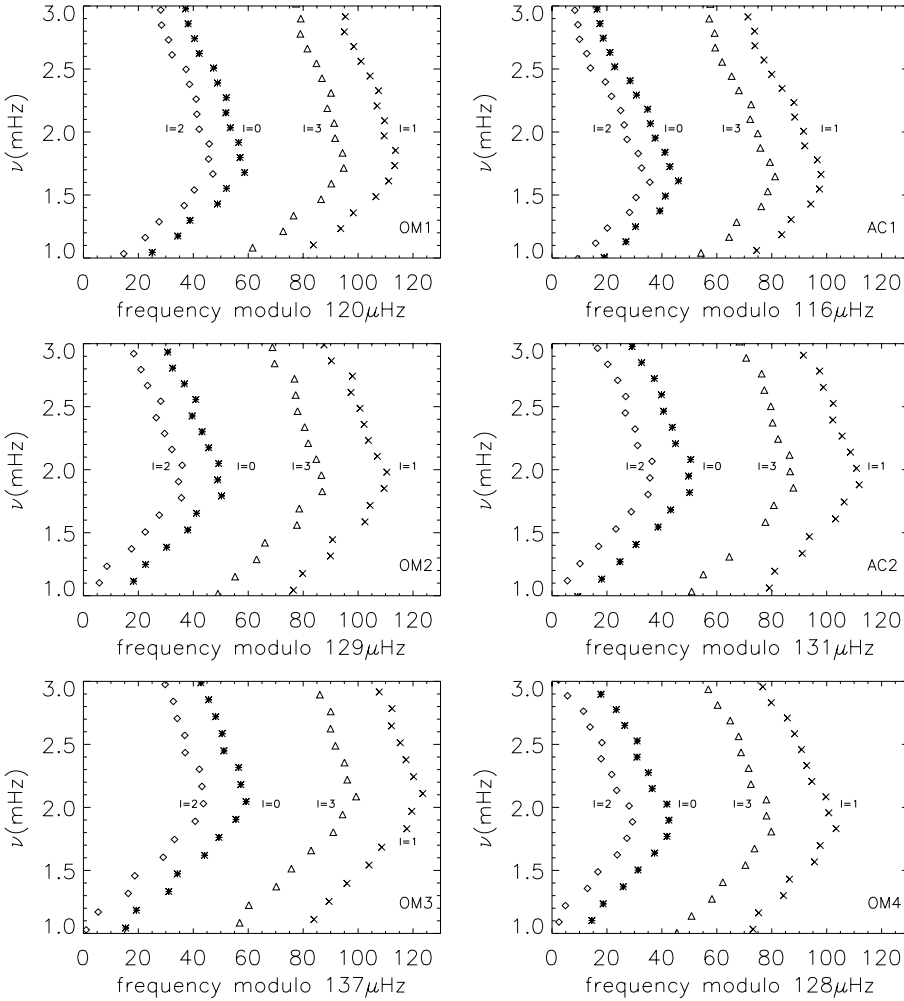 3.0
2.5
2.0
1.5
1.0
ν(mHz)
l=2 l=0 l=3 l=1
OM1
0 20 40 60 80 100 120
frequency modulo 120μHz
3.0
2.5
2.0
1.5
1.0
ν(mHz)
l=2 l=0 l=3 l=1
AC1
0 20 40 60 80 100 120
frequency modulo 116μHz
3.0
2.5
2.0
1.5
1.0
ν(mHz)
l=2 l=0 l=3 l=1
OM2
0 20 40 60 80 100 120
frequency modulo 129μHz
3.0
2.5
2.0
1.5
1.0
ν(mHz)
l=2 l=0 l=3 l=1
AC2
0 20 40 60 80 100 120
frequency modulo 131μHz
3.0
2.5
2.0
1.5
1.0
ν(mHz)
l=2 l=0 l=3
l=1
OM3
0 20 40 60 80 100 120
frequency modulo 137μHz
3.0
2.5
2.0
1.5
1.0
ν(mHz)
l=2 l=0 l=3 l=1
OM4
0 20 40 60 80 100 120
frequency modulo 128μHz